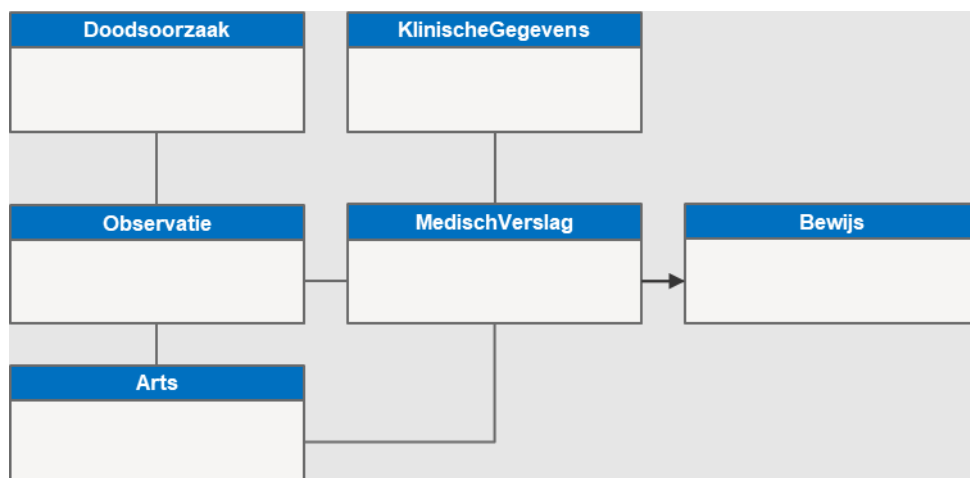 Doodsoorzaak
KlinischeGegevens
Observatie
MedischVerslag
Bewijs
Arts